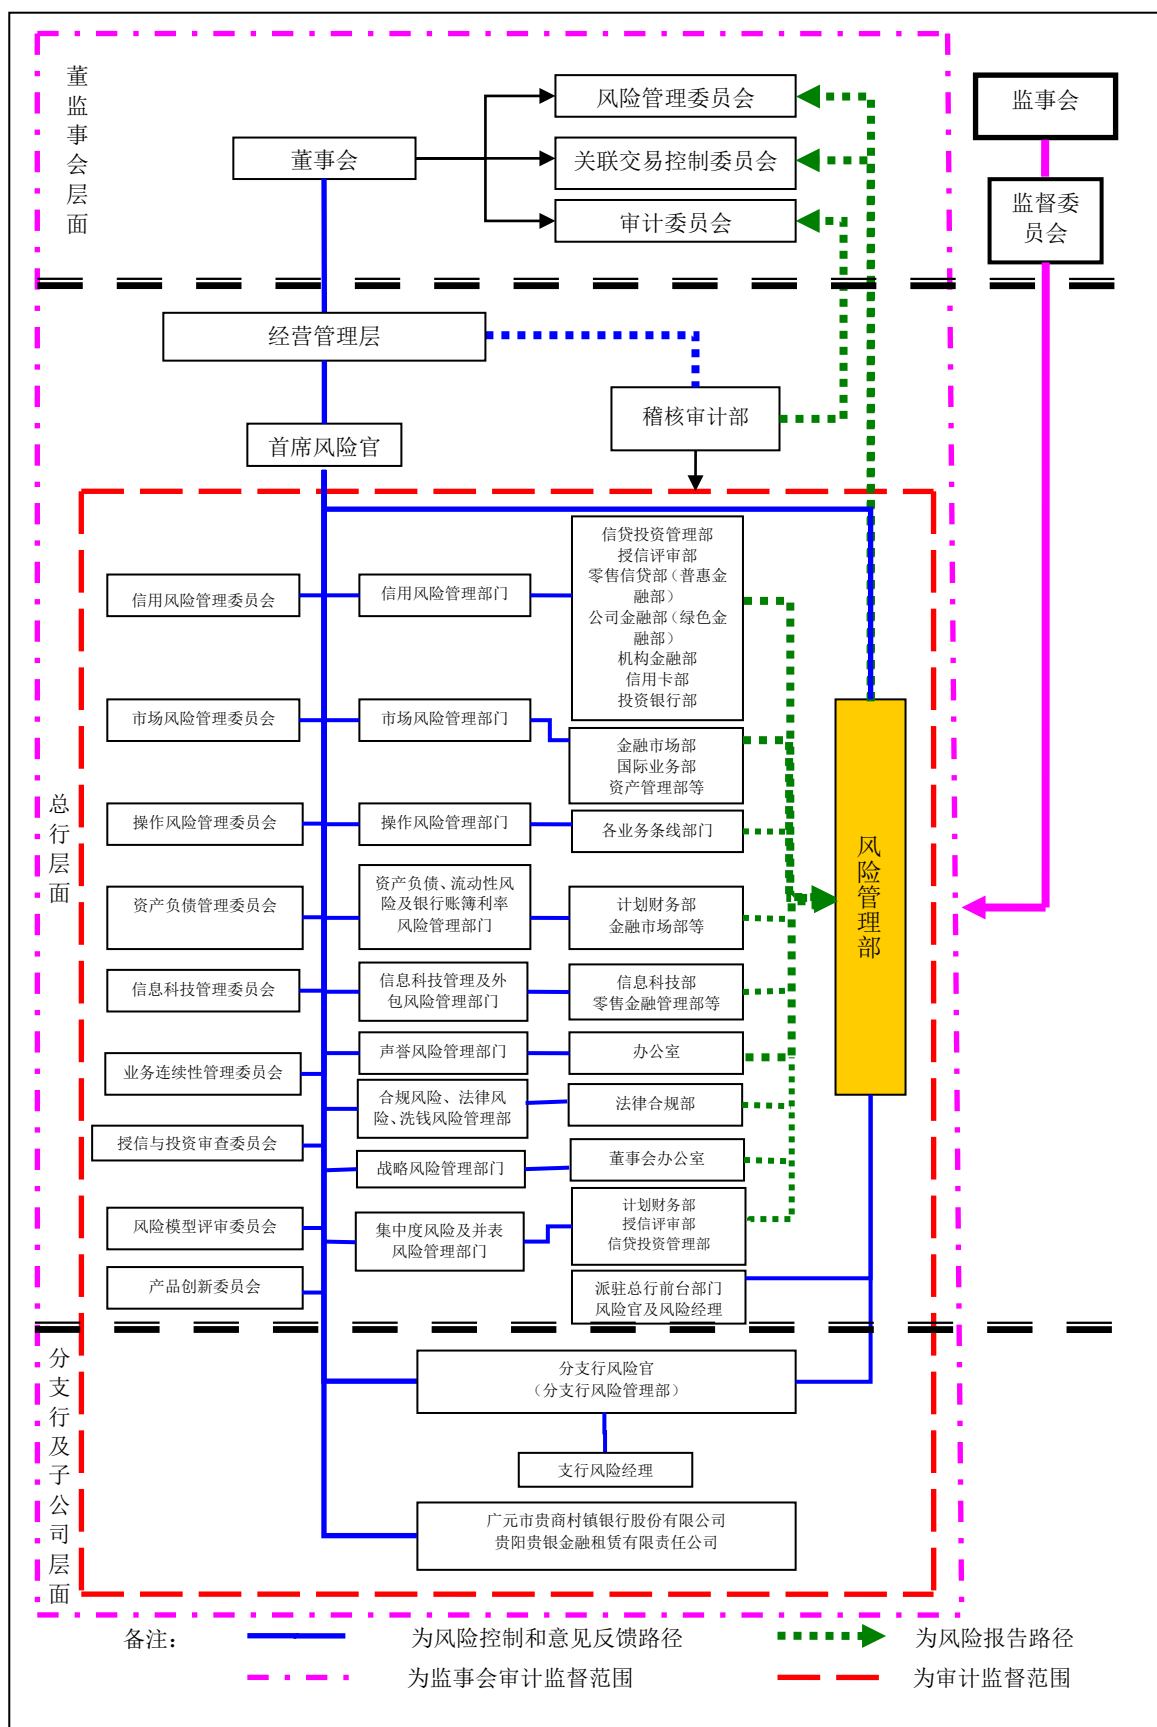 董监事会层面
风险管理委员会
监事会
董事会
关联交易控制委员会
监督委
员会
审计委员会
经营管理层
稽核审计部
首席风险官
总行层面
信用风险管理委员会
信用风险管理部门
信贷投资管理部
授信评审部
零售信贷部（普惠金
融部）
公司金融部（绿色金
融部）
机构金融部
信用卡部
投资银行部
市场风险管理委员会
市场风险管理部门
金融市场部
国际业务部
资产管理部等
操作风险管理委员会
操作风险管理部门
各业务条线部门
风险管理部
资产负债管理委员会
资产负债、流动性风
险及银行账簿利率
风险管理部门
计划财务部
金融市场部等
信息科技管理委员会
信息科技管理及外
包风险管理部门
信息科技部
零售金融管理部等
声誉风险管理部门
办公室
业务连续性管理委员会
合规风险、法律风
险、洗钱风险管理部
法律合规部
授信与投资审查委员会
战略风险管理部门
董事会办公室
风险模型评审委员会
集中度风险及并表
风险管理部门
计划财务部
授信评审部
信贷投资管理部
产品创新委员会
派驻总行前台部门
风险官及风险经理
分支行及子公司层面
分支行风险官
（分支行风险管理部）
支行风险经理
广元市贵商村镇银行股份有限公司
贵阳贵银金融租赁有限责任公司
备注：
为风险控制和意见反馈路径
为风险报告路径
为监事会审计监督范围
为审计监督范围